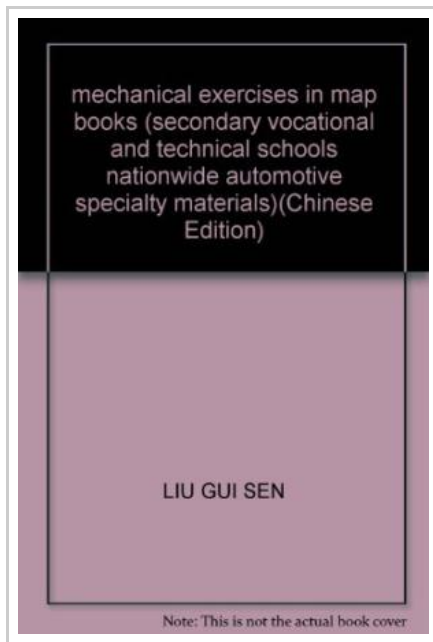 mechanical exercises in map
books (secondary vocational
and technical schools
nationwide automotive
specialty materials)(Chinese
Edition)
LIU GUI SEN
Note: This is not the actual book cover